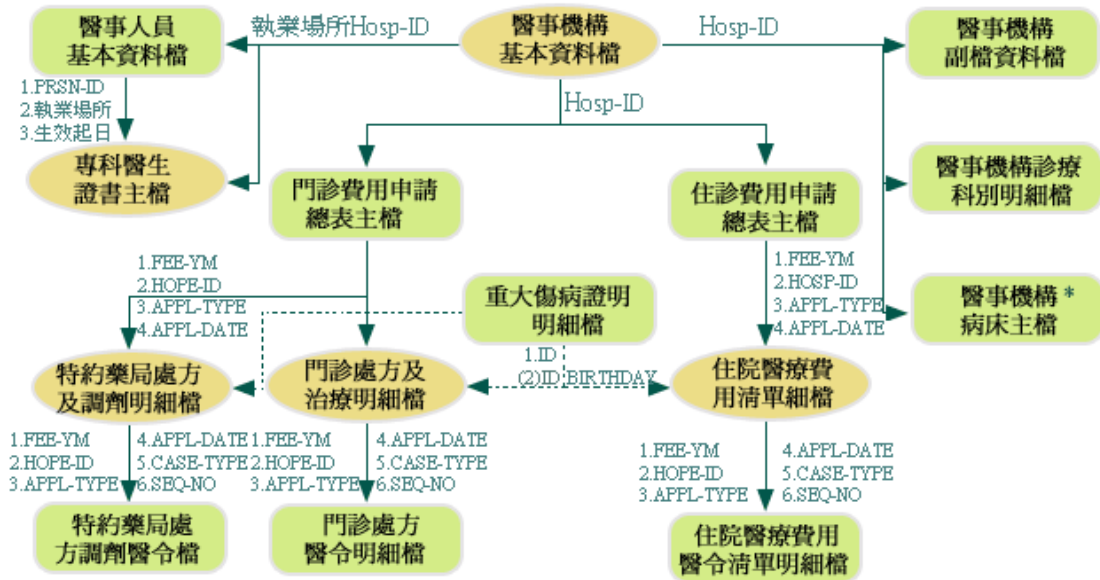 醫事人員
基本資料檔
執業場所Hosp-ID
醫事機構
基本資料檔
Hosp-ID
醫事機構
副檔資料檔
1.PRSN-ID
2.執業場所
3.生效起日
Hosp-ID
專科醫生
證書主檔
門診費用申請
總表主檔
住診費用申請
總表主檔
醫事機構診療
科別明細檔
1.FEE-YM
2.HOPE-ID
3.APPL-TYPE
4.APPL-DATE
重大傷病證明
明細檔
1.FEE-YM
2.HOSP-ID
3.APPL-TYPE
4.APPL-DATE
醫事機構*
病床主檔
1.ID
(2)ID BIRTHDAY
特約藥局處方
及調劑明細檔
門診處方及
治療明細檔
住院醫療費
用清單細檔
1.FEE-YM
2.HOPE-ID
3.APPL-TYPE
4.APPL-DATE
5.CASE-TYPE
6.SEQ-NO
1.FEE-YM
2.HOPE-ID
3.APPL-TYPE
4.APPL-DATE
5.CASE-TYPE
6.SEQ-NO
1.FEE-YM
2.HOPE-ID
3.APPL-TYPE
4.APPL-DATE
5.CASE-TYPE
6.SEQ-NO
特約藥局處
方調劑醫令檔
門診處方
醫令明細檔
住院醫療費用
醫令清單明細檔